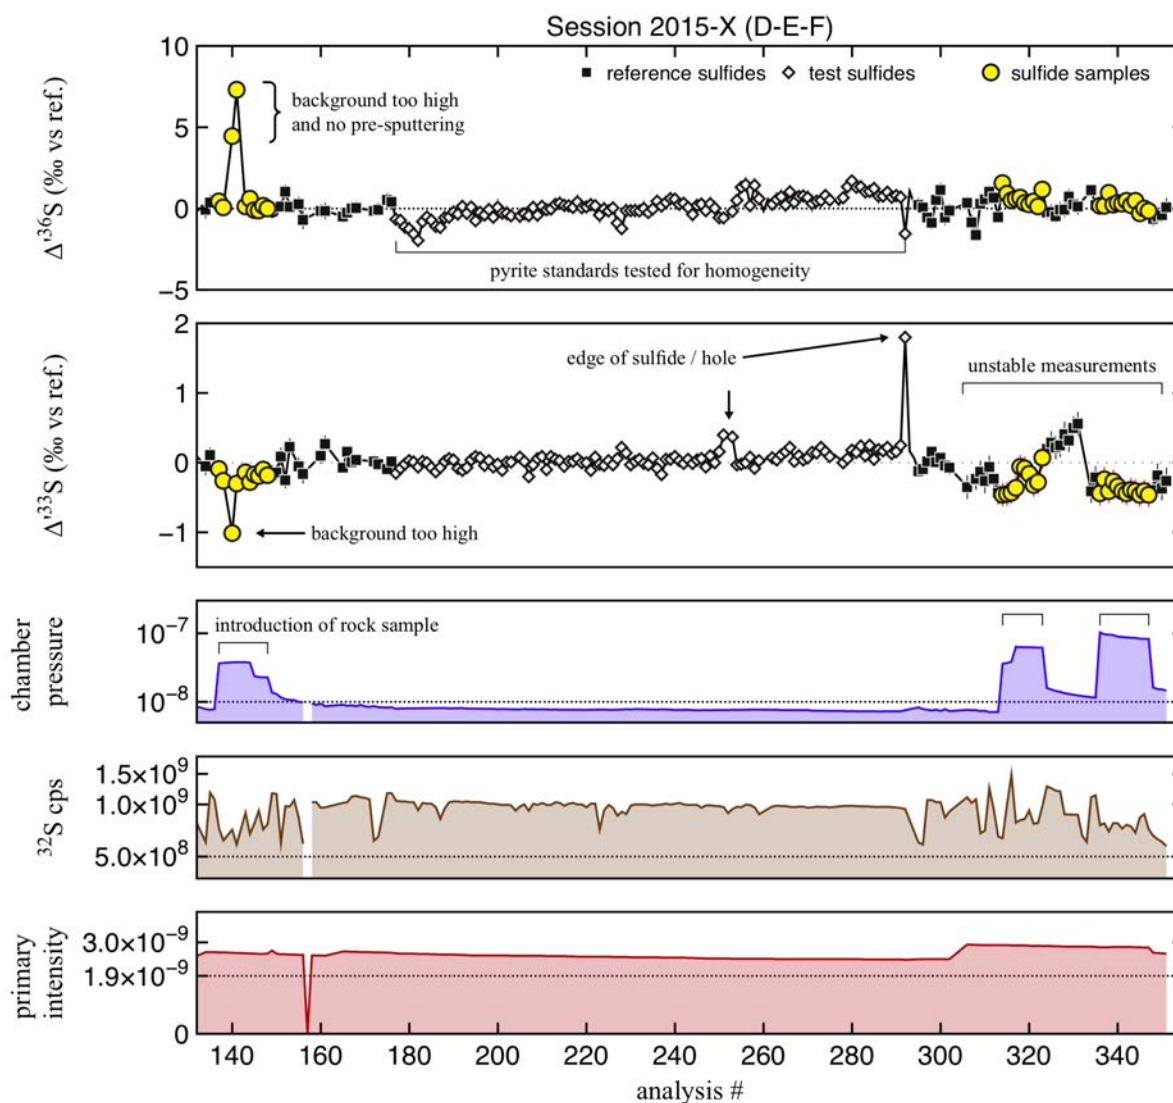 Session 2015-X (D-E-F)
10
5
0
−5
Δ'³⁶S (‰ vs ref.)
reference sulfides
test sulfides
sulfide samples
background too high
and no pre-sputtering
pyrite standards tested for homogeneity
2
1
0
−1
Δ'³³S (‰ vs ref.)
edge of sulfide / hole
unstable measurements
background too high
chamber
pressure
10⁻⁷
10⁻⁸
introduction of rock sample
³²S cps
1.5×10⁹
1.0×10⁹
5.0×10⁸
primary
intensity
3.0×10⁻⁹
1.9×10⁻⁹
0
140 160 180 200 220 240 260 280 300 320 340
analysis #